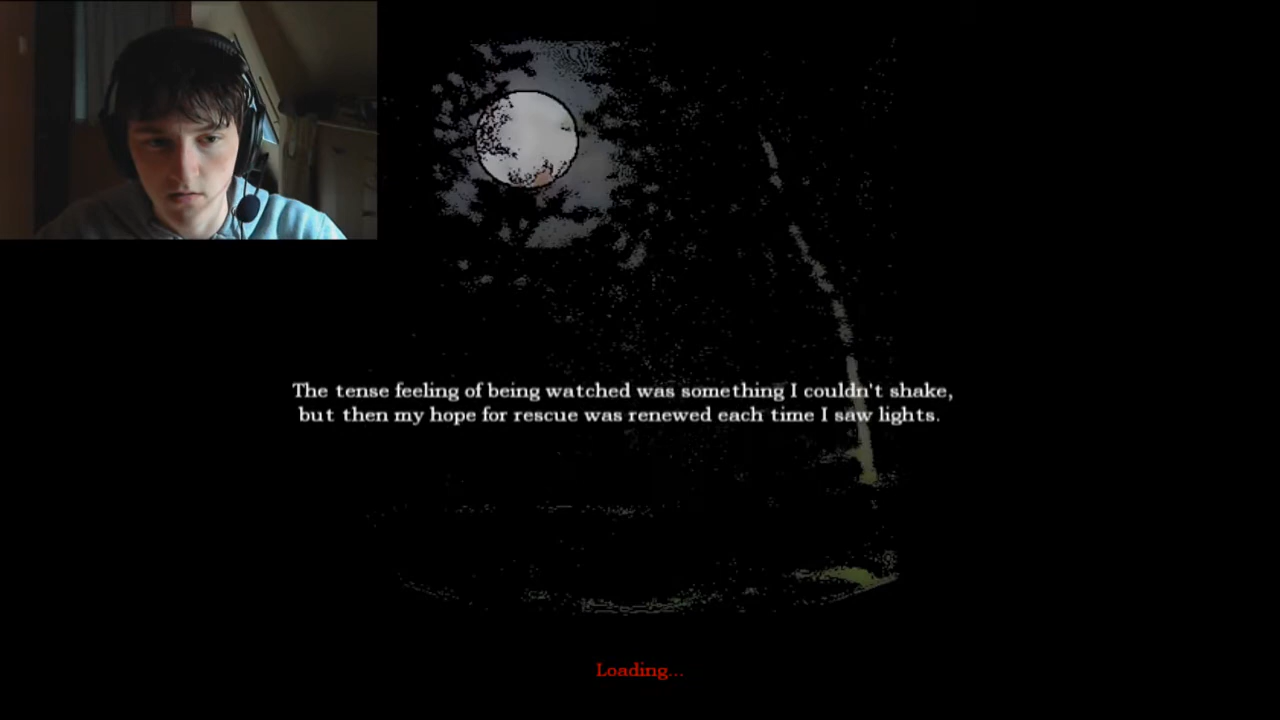 The tense feeling of being watched was something I couldn't shake,
but then my hope for rescue was renewed each time I saw lights.
Loading...